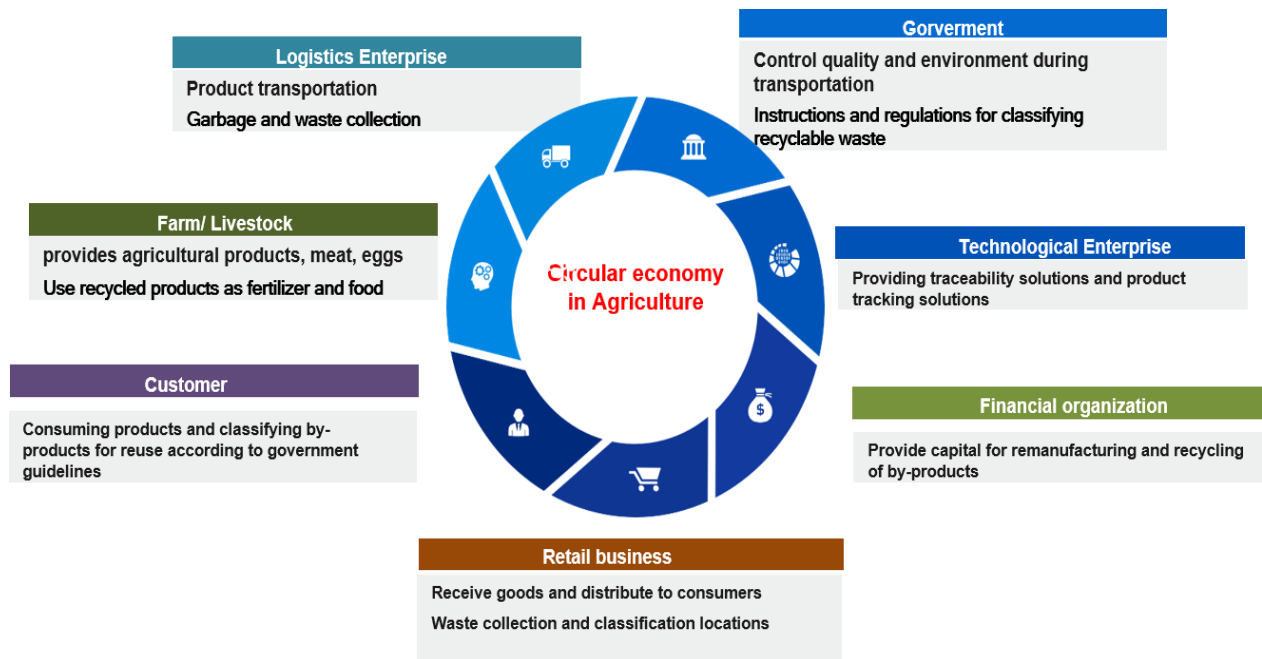 Gorverment
Control quality and environment during
transportation
Instructions and regulations for classifying
recyclable waste
Logistics Enterprise
Product transportation
Garbage and waste collection
Farm/ Livestock
provides agricultural products, meat, eggs
Use recycled products as fertilizer and food
Technological Enterprise
Providing traceability solutions and product
tracking solutions
Circular economy
in Agriculture
Customer
Consuming products and classifying by-
products for reuse according to government
guidelines
$
Financial organization
Provide capital for remanufacturing and recycling
of by-products
Retail business
Receive goods and distribute to consumers
Waste collection and classification locations